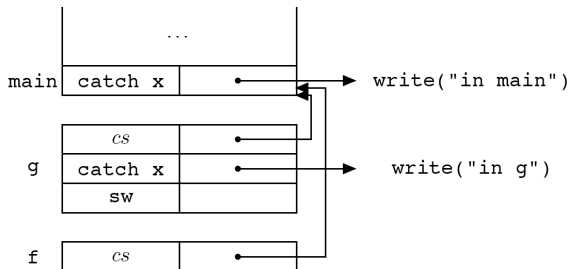 ...
main catch x write("in main")
cs
g catch x write("in g")
sw
f cs